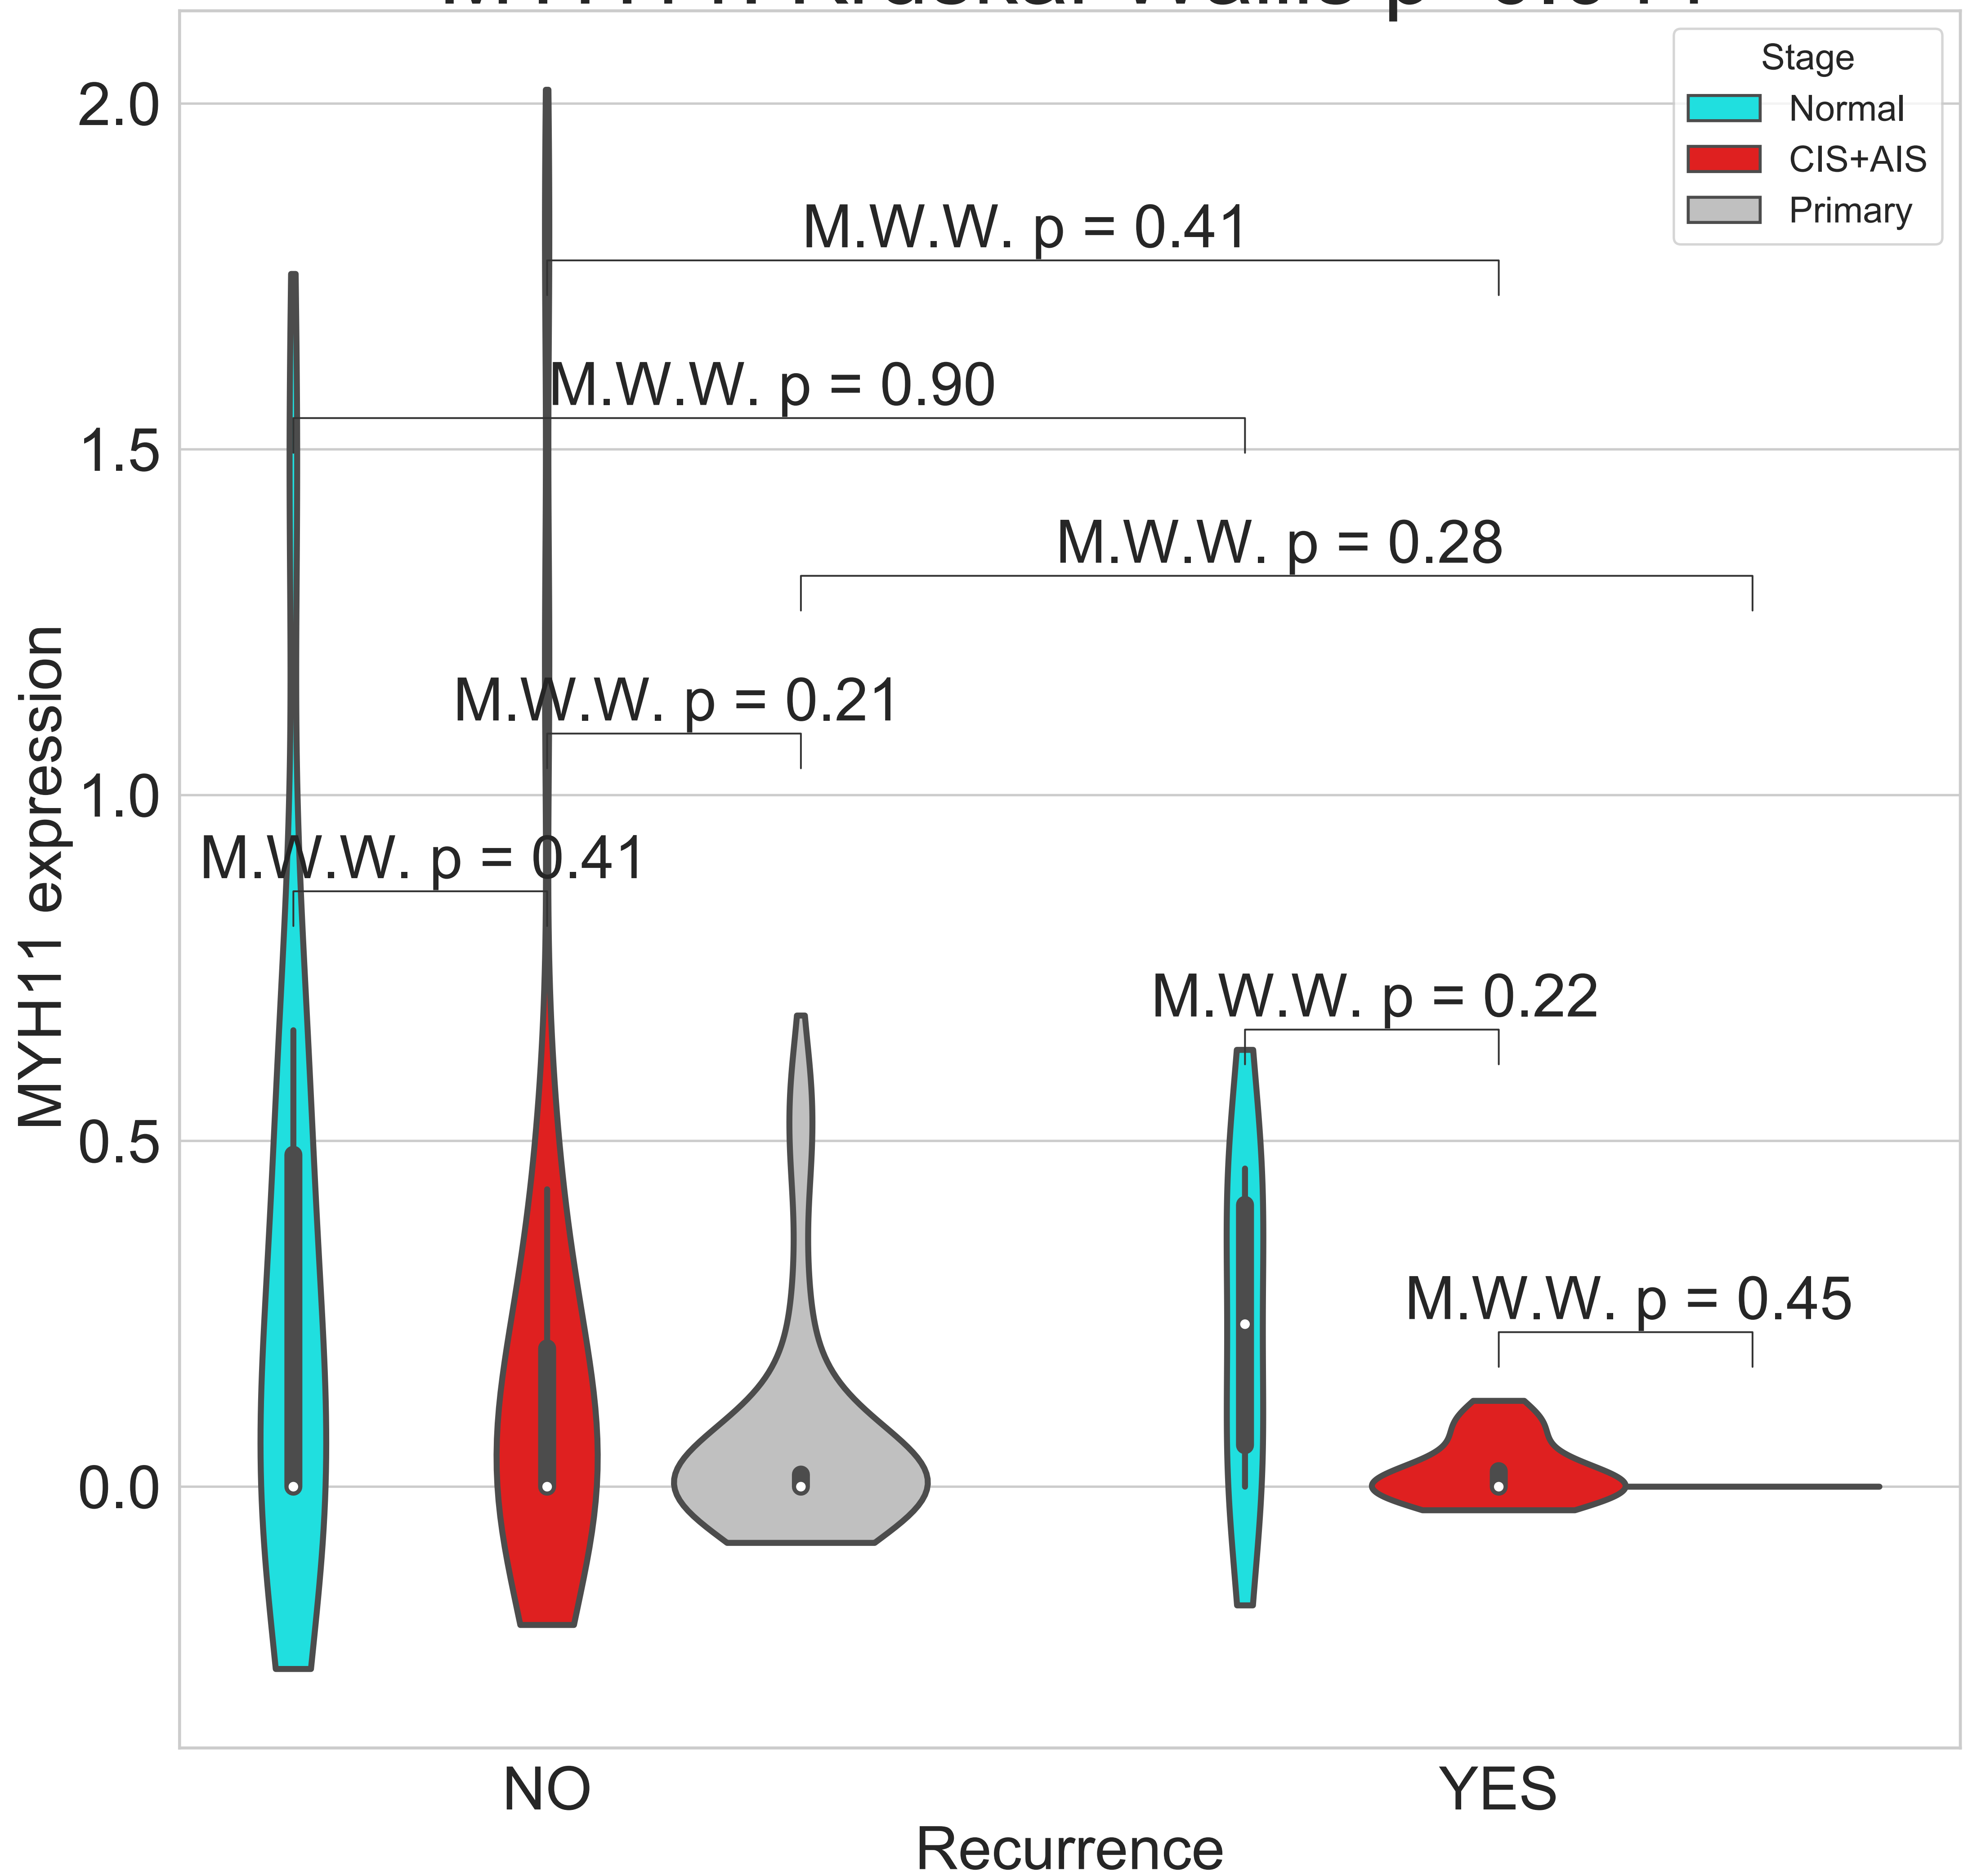 Stage
Normal
CIS+AIS
Primary
2.0
M.W.W. p = 0.41
M.W.W. p = 0.90
1.5
M.W.W. p = 0.28
M.W.W. p = 0.21
1.0
M.W.W. p = 0.41
M.W.W. p = 0.22
0.5
M.W.W. p = 0.45
0.0
MYH11 expression
NO
YES
Recurrence